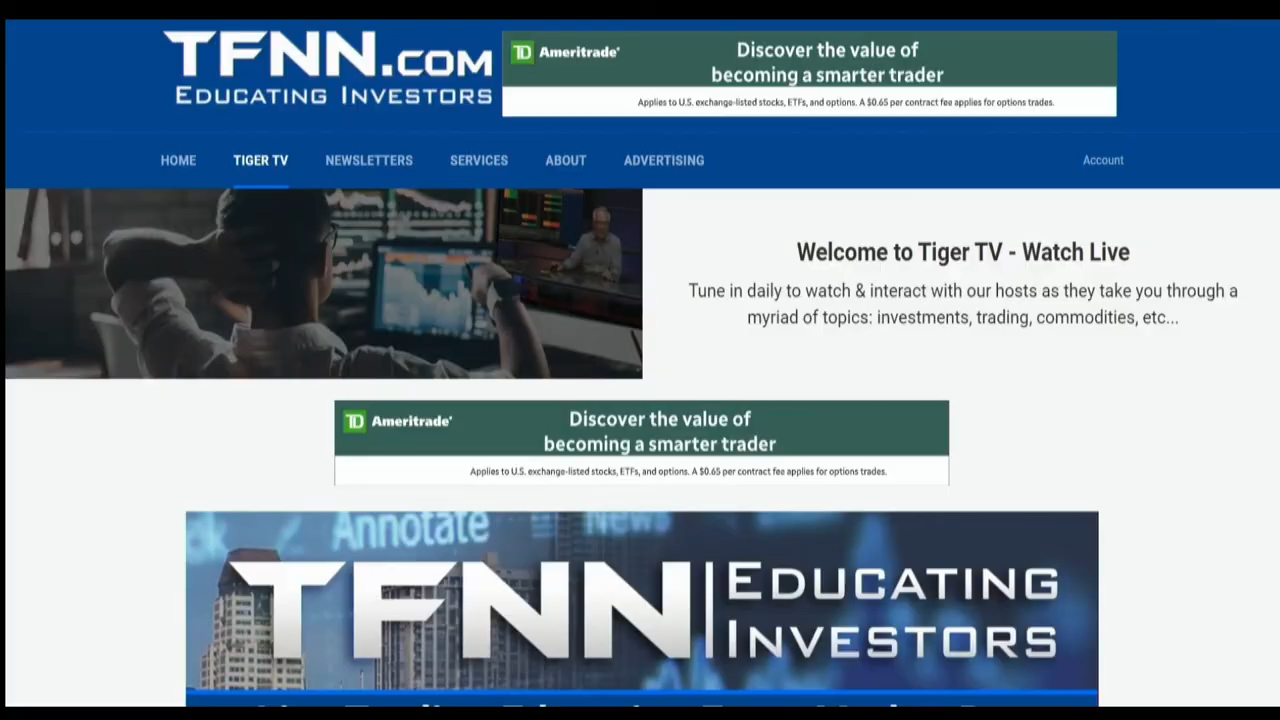 TFNN.COM
EDUCATING INVESTORS
TD Ameritrade
Discover the value of
becoming a smarter trader
Applies to U.S. exchange-listed stocks, ETFs, and options. A $0.65 per contract fee applies for options trades.
HOME TIGER TV NEWSLETTERS SERVICES ABOUT ADVERTISING Account
Welcome to Tiger TV - Watch Live
Tune in daily to watch & interact with our hosts as they take you through a
myriad of topics: investments, trading, commodities, etc...
TD Ameritrade
Discover the value of
becoming a smarter trader
Applies to U.S. exchange-listed stocks, ETFs, and options. A $0.65 per contract fee applies for options trades.
Annotate News
TFNN EDUCATING
INVESTORS